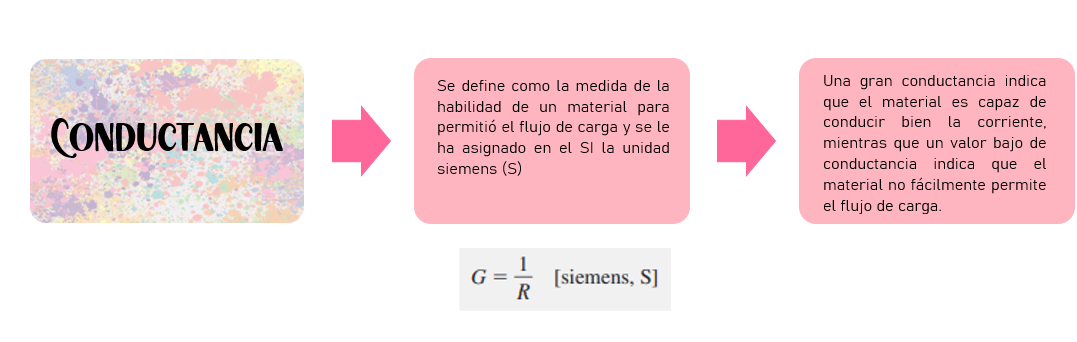 CONDUCTANCIA
Se define como la medida de la
habilidad de un material para
permitió el flujo de carga y se le
ha asignado en el SI la unidad
siemens (S)
Una gran conductancia indica
que el material es capaz de
conducir bien la corriente,
mientras que un valor bajo de
conductancia indica que el
material no fácilmente permite
el flujo de carga.
G = 1/R [siemens, S]